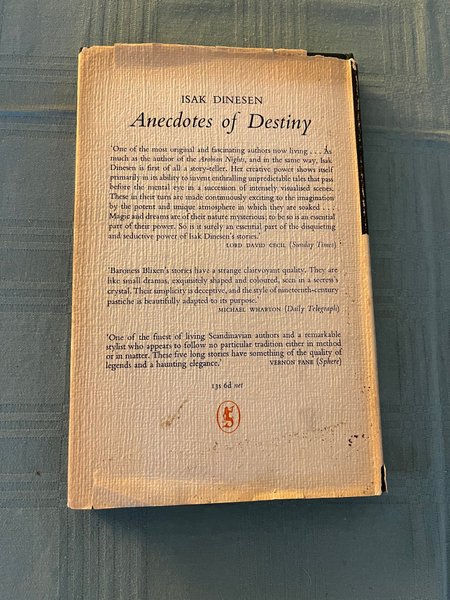 ISAK DINESEN
Anecdotes of Destiny
'One of the most original and fascinating authors now living . . . As
much as the author of the Arabian Nights, and in the same way, Isak
Dinesen is first of all a story-teller. Her creative power shows itself
primarily in its ability to invent enthralling unpredictable tales that pass
before the mental eye in a succession of intensely visualised scenes.
These in their turn are made continuously exciting to the imagination
by the potent and unique atmosphere in which they are soaked . . .
Magic and dreams are of their nature mysterious; to be so is an essential
part of their power. So is it surely an essential part of the disquieting
and seductive power of Isak Dinesen's stories.'
LORD DAVID CECIL (Sunday Times)
'Baroness Blixen's stories have a strange clairvoyant quality. They are
like small dramas, exquisitely shaped and coloured, seen in a seeress's
crystal. Their simplicity is deceptive, and the style of nineteenth-century
pastiche is beautifully adapted to its purpose.'
MICHAEL WHARTON (Daily Telegraph)
'One of the finest of living Scandinavian authors and a remarkable
stylist who appears to follow no particular tradition either in method
or in matter. These five long stories have something of the quality of
legends and a haunting elegance.' VERNON FANE (Sphere)
13s 6d net